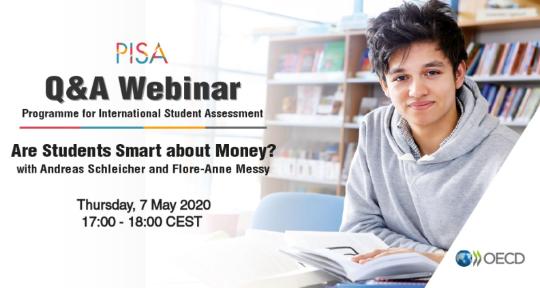 PISA
Q&A Webinar
Programme for International Student Assessment
Are Students Smart about Money?
with Andreas Schleicher and Flore-Anne Messy
Thursday, 7 May 2020
17:00 - 18:00 CEST
OECD